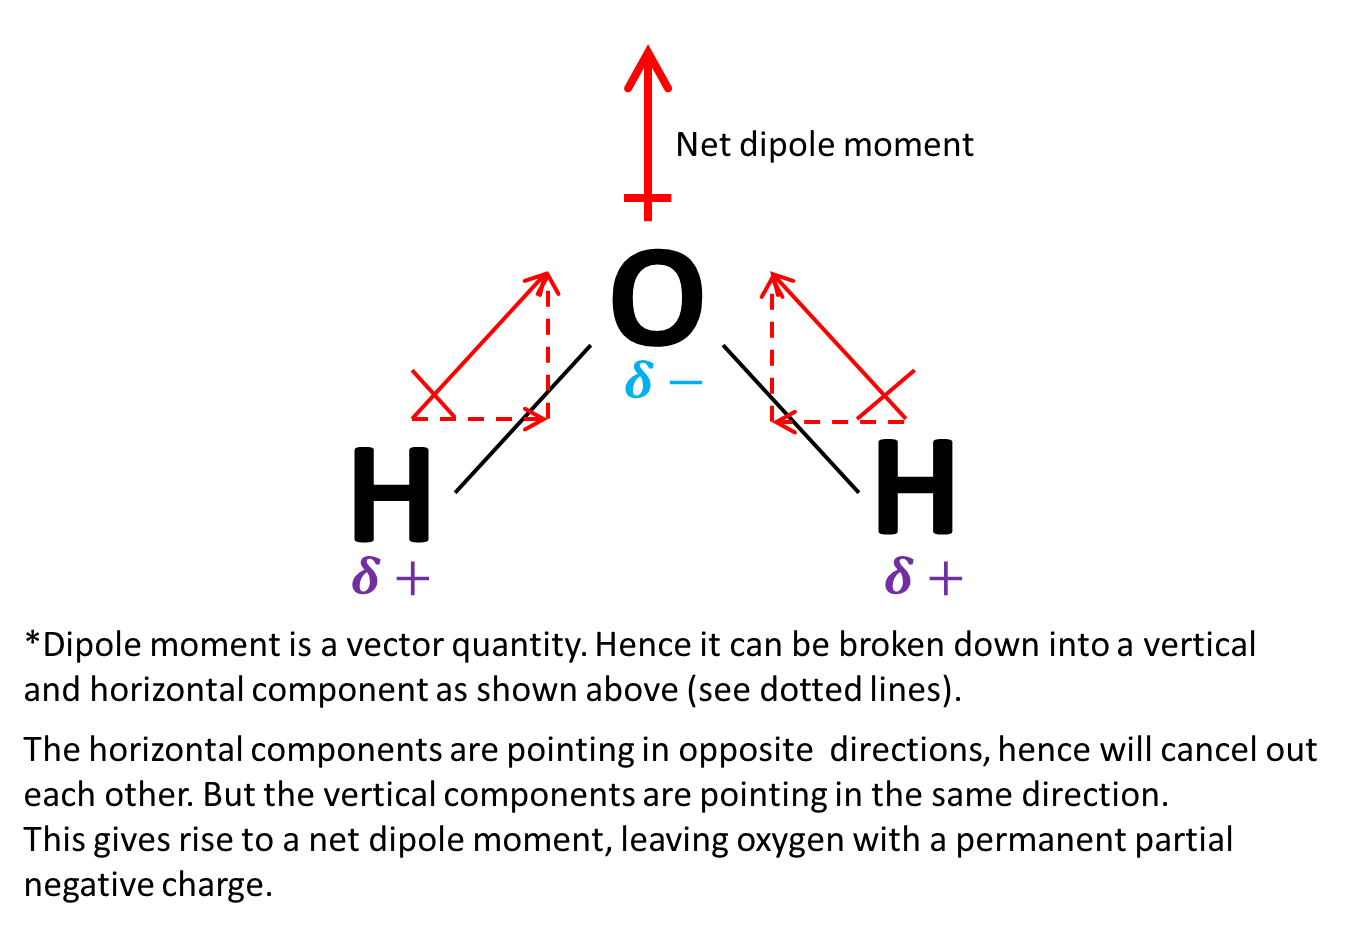 Net dipole moment
O
δ −
H H
δ + δ +
*Dipole moment is a vector quantity. Hence it can be broken down into a vertical
and horizontal component as shown above (see dotted lines).
The horizontal components are pointing in opposite  directions, hence will cancel out
each other. But the vertical components are pointing in the same direction.
This gives rise to a net dipole moment, leaving oxygen with a permanent partial
negative charge.